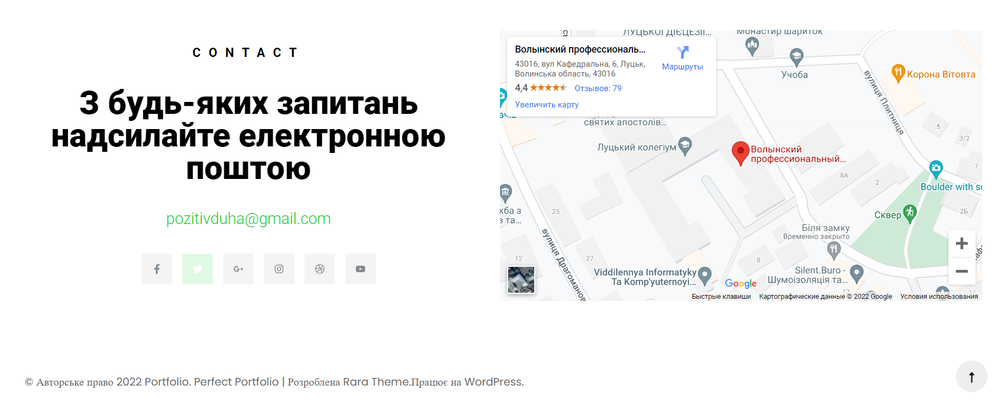 CONTACT
З будь-яких запитань
надсилайте електронною
поштою
pozitivduha@gmail.com
G+
ЛУЦЬКОЇ ДІЄЦЕЗІЇ...
Монастир шариток
Волынский профессиональ...
43016, вул Кафедральна, 6, Луцьк,
Волинська область, 43016
Маршруты
4,4
Отзывов: 79
Увеличить карту
Учоба
Корона Вітовта
вулиця Плитниця
святих апостолів...
Луцький колегіум
Волынский
профессиональный...
5
3/2
7
8А
2
Boulder with
2Б
Сквер
25
Біля замку
Временно закрыто
вулиця Драгоманов
12
27
8
Viddilennya Informatyky
Ta Komp'yuternoyi...
Silent.Buro -
Шумоізоляція та...
Google
12
16
Быстрые клавиши Картографические данные © 2022 Google Условия использования
© Авторське право 2022 Portfolio. Perfect Portfolio | Розроблена Rara Theme.Працює на WordPress.